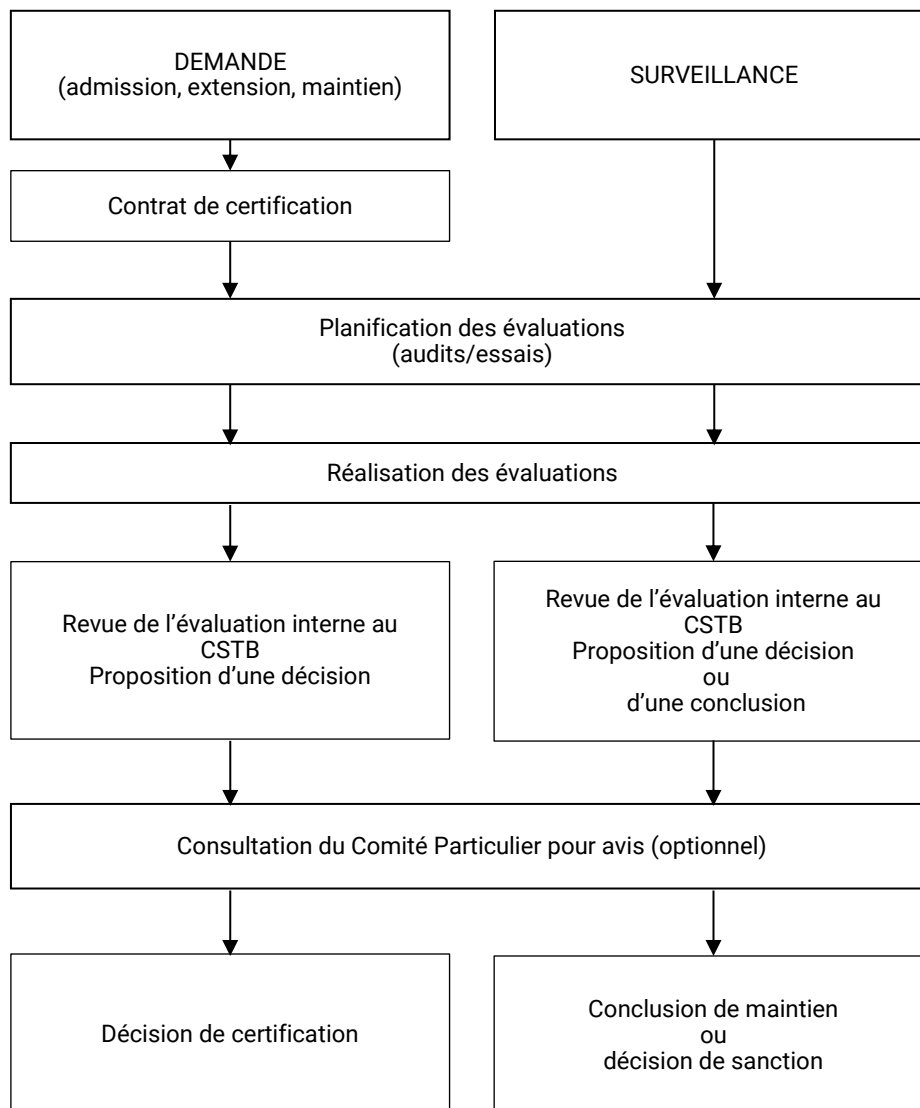 DEMANDE
(admission, extension, maintien)
SURVEILLANCE
Contrat de certification
Planification des évaluations
(audits/essais)
Réalisation des évaluations
Revue de l’évaluation interne au
CSTB
Proposition d’une décision
Revue de l’évaluation interne au
CSTB
Proposition d’une décision
ou
d’une conclusion
Consultation du Comité Particulier pour avis (optionnel)
Décision de certification
Conclusion de maintien
ou
décision de sanction